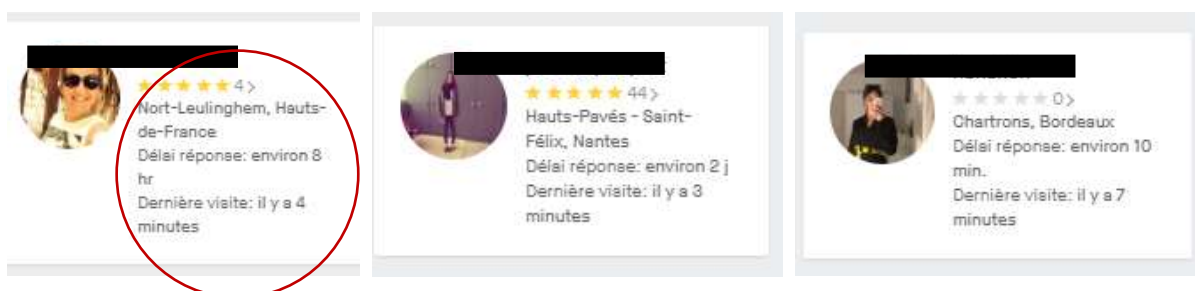 4 >
Nort-Leulinghem, Hauts-
de-France
Délai réponse: environ 8
hr
Dernière visite: il y a 4
minutes
44 >
Hauts-Pavés - Saint-
Félix, Nantes
Délai réponse: environ 2 j
Dernière visite: il y a 3
minutes
0 >
Chartrons, Bordeaux
Délai réponse: environ 10
min.
Dernière visite: il y a 7
minutes